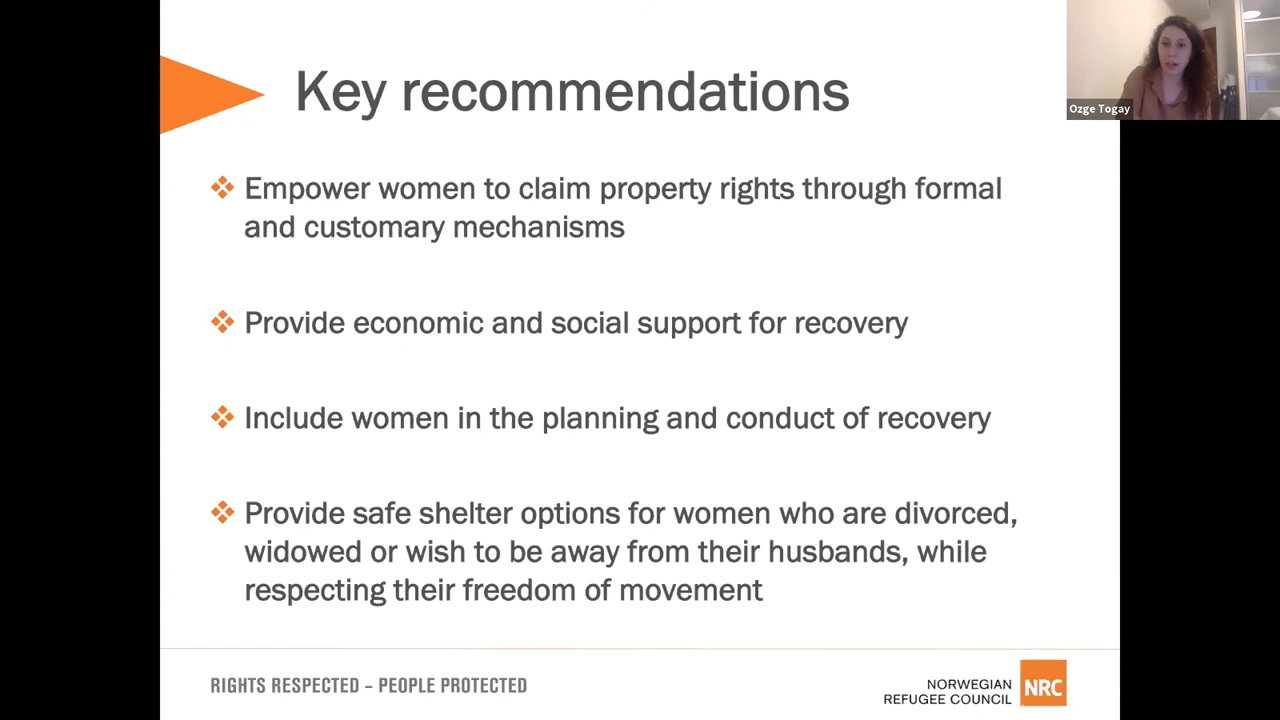 Key recommendations
Ozge Togay
Empower women to claim property rights through formal
and customary mechanisms
Provide economic and social support for recovery
Include women in the planning and conduct of recovery
Provide safe shelter options for women who are divorced,
widowed or wish to be away from their husbands, while
respecting their freedom of movement
RIGHTS RESPECTED – PEOPLE PROTECTED
NORWEGIAN
REFUGEE COUNCIL
NRC